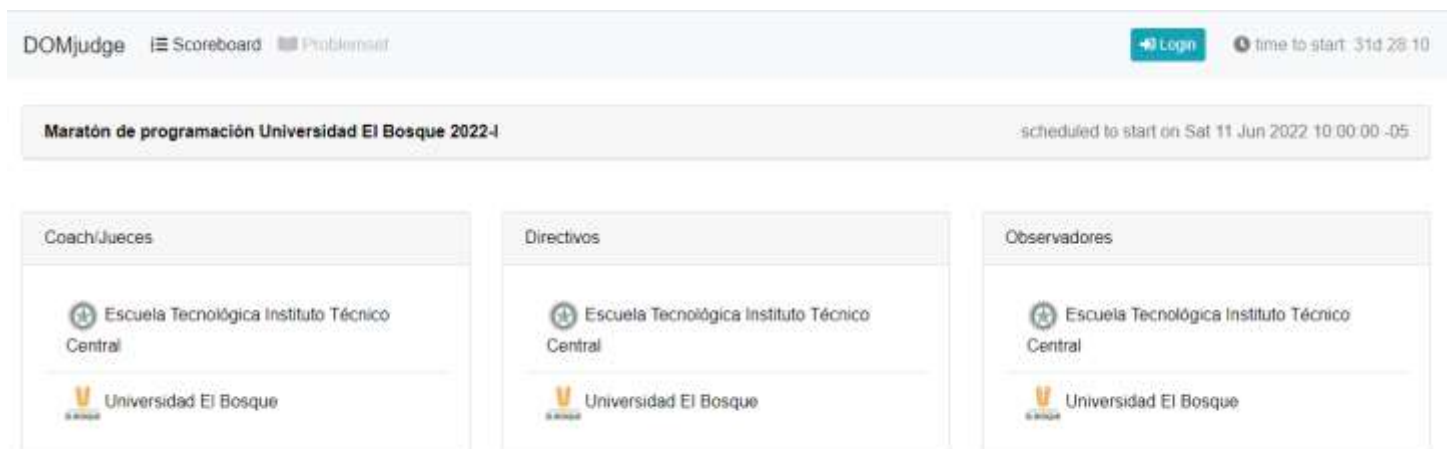 DOMjudge Scoreboard Problemset Login time to start: 31d 28:10
Maratón de programación Universidad El Bosque 2022-I scheduled to start on Sat 11 Jun 2022 10:00:00 -05
Coach/Jueces Directivos Observadores
Escuela Tecnológica Instituto Técnico
Central
Universidad El Bosque
Escuela Tecnológica Instituto Técnico
Central
Universidad El Bosque
Escuela Tecnológica Instituto Técnico
Central
Universidad El Bosque